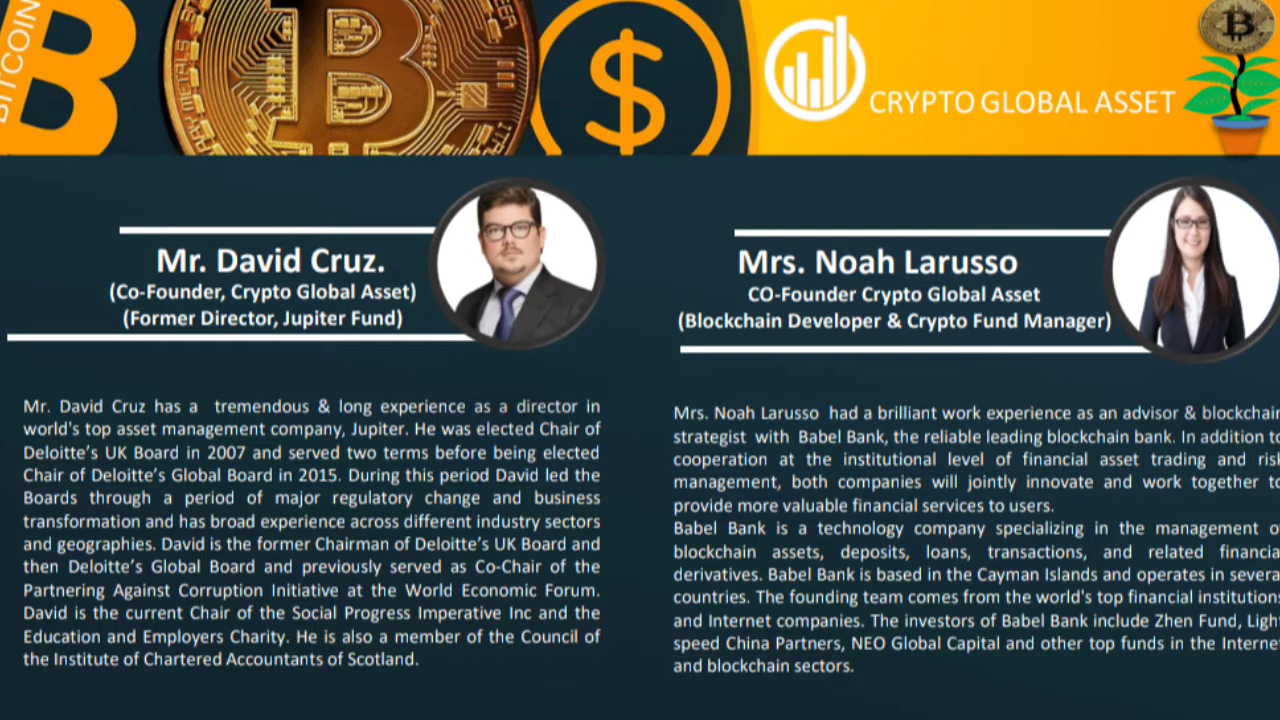 BITCOIN
CRYPTO GLOBAL ASSET
Mr. David Cruz.
(Co-Founder, Crypto Global Asset)
(Former Director, Jupiter Fund)
Mr. David Cruz has a tremendous & long experience as a director in
world's top asset management company, Jupiter. He was elected Chair of
Deloitte’s UK Board in 2007 and served two terms before being elected
Chair of Deloitte’s Global Board in 2015. During this period David led the
Boards through a period of major regulatory change and business
transformation and has broad experience across different industry sectors
and geographies. David is the former Chairman of Deloitte’s UK Board and
then Deloitte’s Global Board and previously served as Co-Chair of the
Partnering Against Corruption Initiative at the World Economic Forum.
David is the current Chair of the Social Progress Imperative Inc and the
Education and Employers Charity. He is also a member of the Council of
the Institute of Chartered Accountants of Scotland.
Mrs. Noah Larusso
CO-Founder Crypto Global Asset
(Blockchain Developer & Crypto Fund Manager)
Mrs. Noah Larusso had a brilliant work experience as an advisor & blockchain
strategist with Babel Bank, the reliable leading blockchain bank. In addition to
cooperation at the institutional level of financial asset trading and risk
management, both companies will jointly innovate and work together to
provide more valuable financial services to users.
Babel Bank is a technology company specializing in the management o
blockchain assets, deposits, loans, transactions, and related financia
derivatives. Babel Bank is based in the Cayman Islands and operates in severa
countries. The founding team comes from the world's top financial institutions
and Internet companies. The investors of Babel Bank include Zhen Fund, Ligh
speed China Partners, NEO Global Capital and other top funds in the Interne
and blockchain sectors.